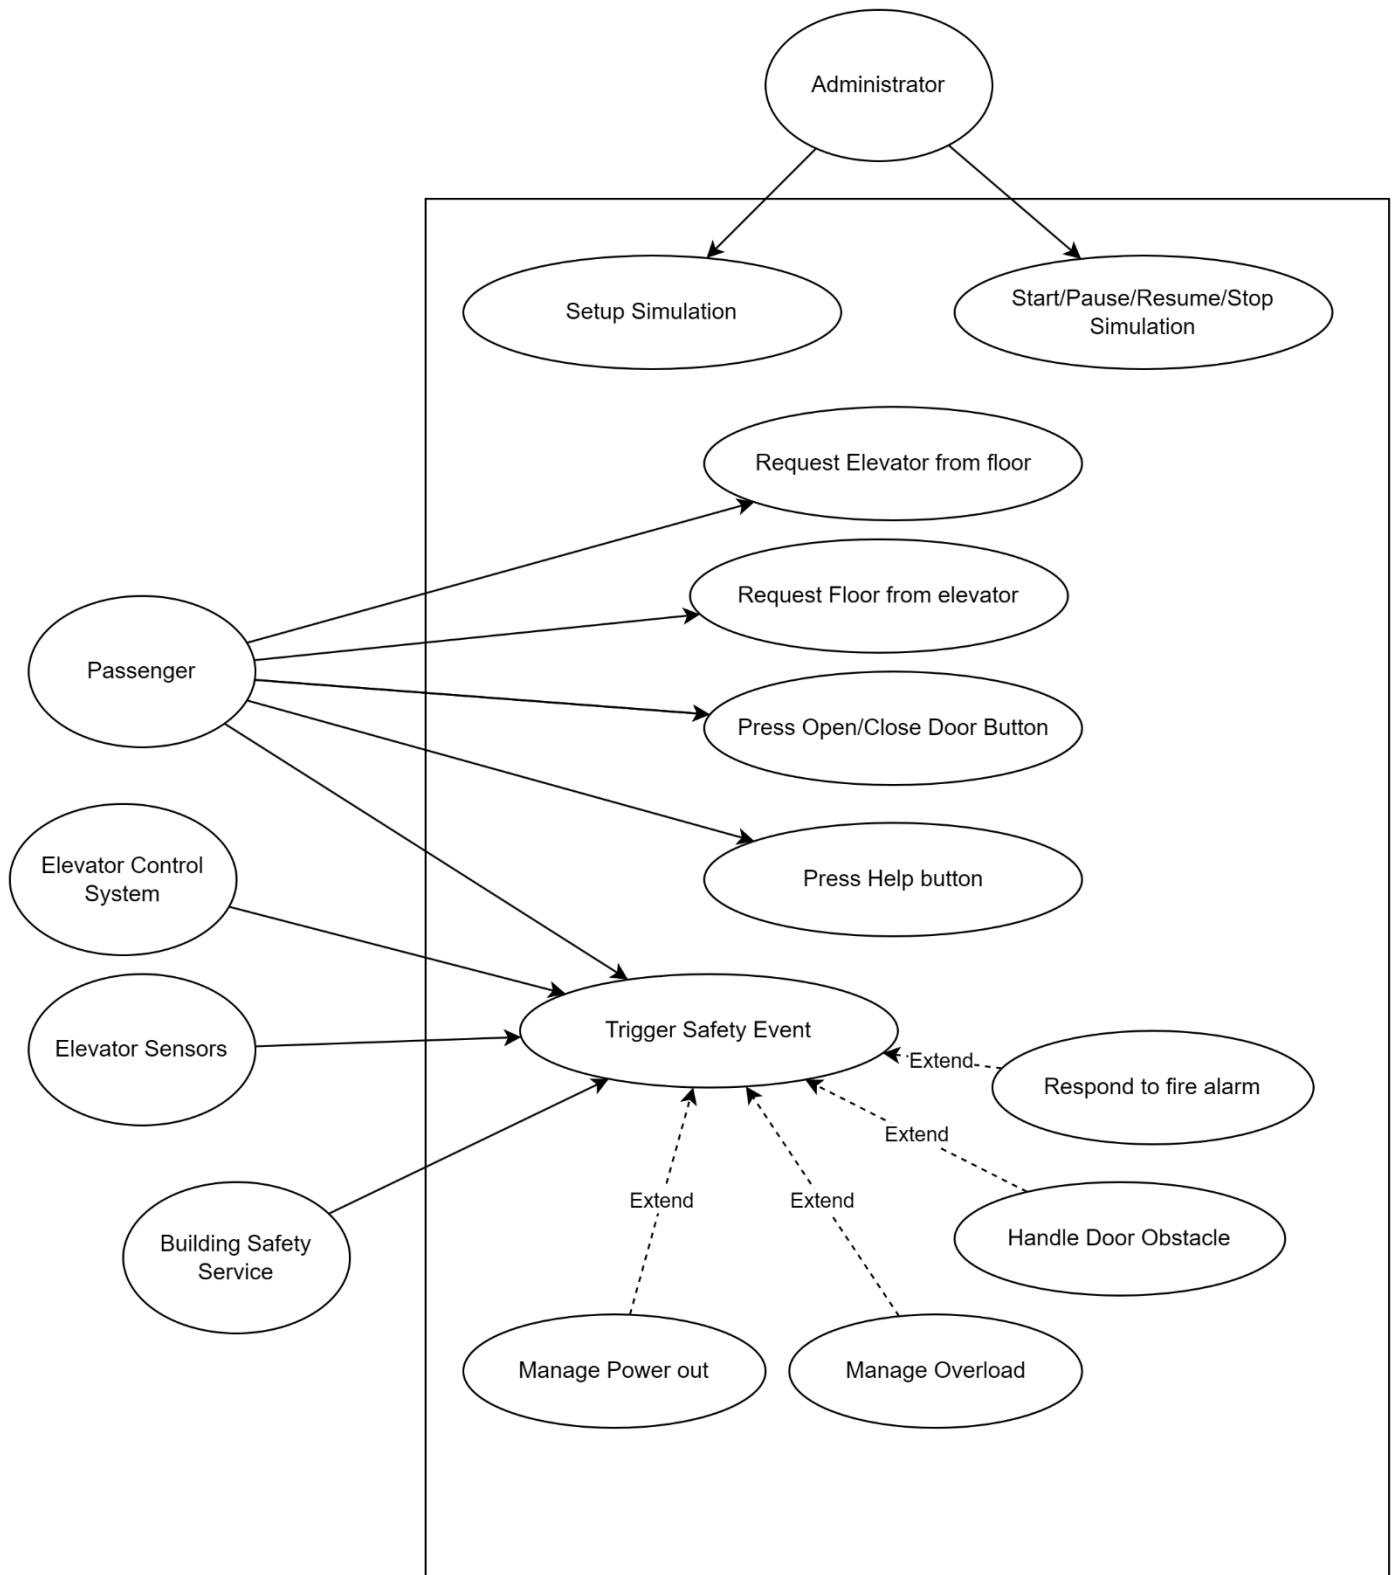 Administrator
Setup Simulation
Start/Pause/Resume/Stop
Simulation
Request Elevator from floor
Request Floor from elevator
Passenger
Press Open/Close Door Button
Elevator Control
System
Press Help button
Trigger Safety Event
Elevator Sensors
Extend
Respond to fire alarm
Extend
Extend
Extend
Handle Door Obstacle
Building Safety
Service
Manage Power out
Manage Overload